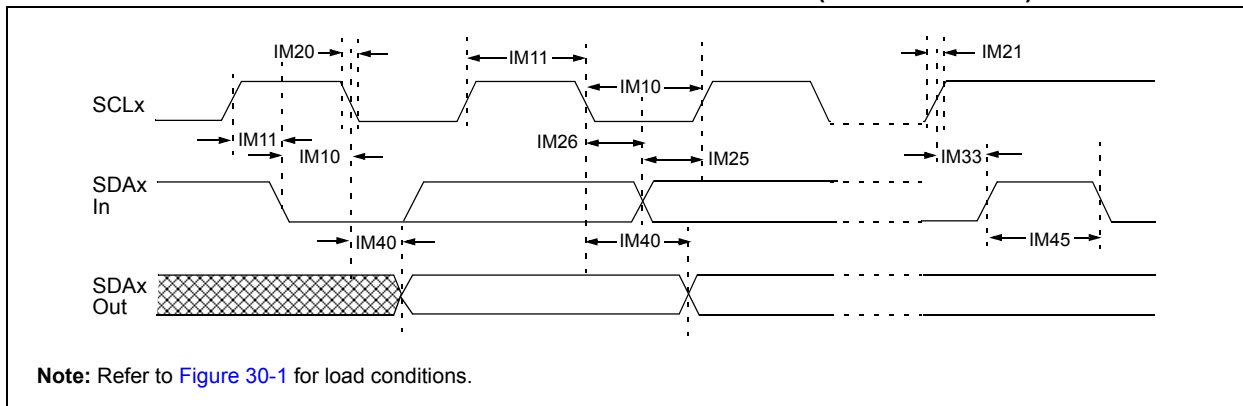 IM20
IM11
IM21
IM10
SCLx
IM11
IM10
IM26
IM25
IM33
SDAx
In
IM40
IM40
IM45
SDAx
Out
Note: Refer to Figure 30-1 for load conditions.